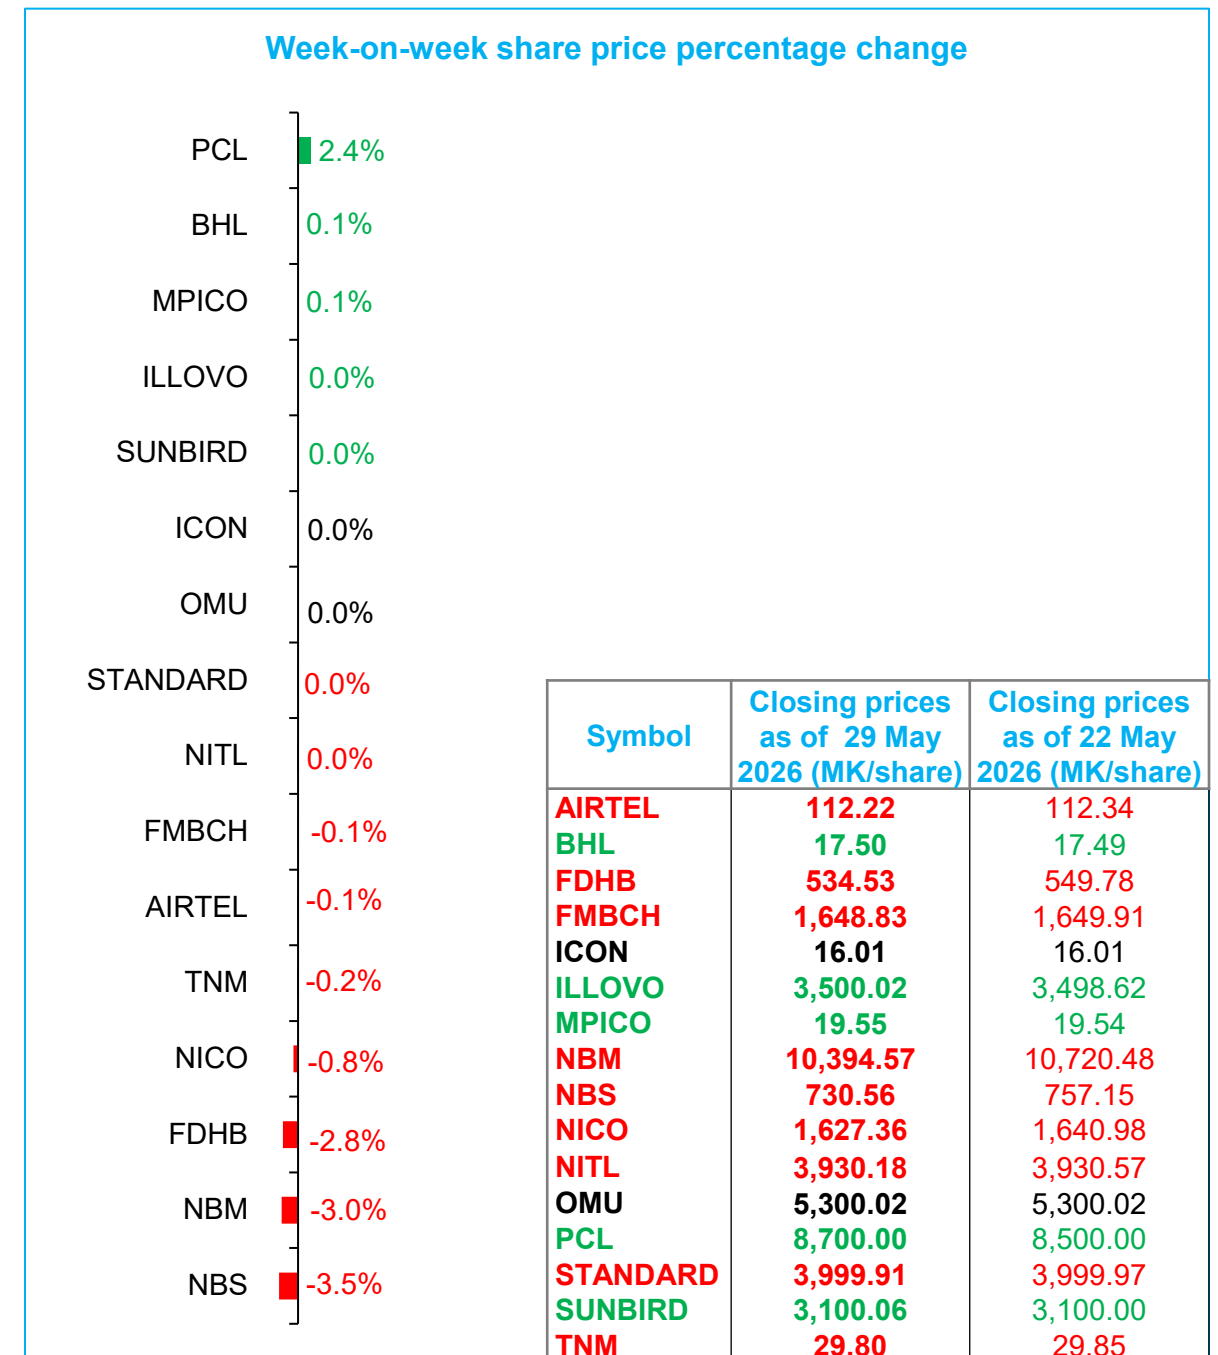 Week-on-week share price percentage change
PCL 2.4%
BHL 0.1%
MPICO 0.1%
ILLOVO 0.0%
SUNBIRD 0.0%
ICON 0.0%
OMU 0.0%
STANDARD 0.0%
NITL 0.0%
FMBCH -0.1%
AIRTEL -0.1%
TNM -0.2%
NICO -0.8%
FDHB -2.8%
NBM -3.0%
NBS -3.5%
Symbol
Closing prices
as of 29 May
2026 (MK/share)
Closing prices
as of 22 May
2026 (MK/share)
AIRTEL 112.22 112.34
BHL 17.50 17.49
FDHB 534.53 549.78
FMBCH 1,648.83 1,649.91
ICON 16.01 16.01
ILLOVO 3,500.02 3,498.62
MPICO 19.55 19.54
NBM 10,394.57 10,720.48
NBS 730.56 757.15
NICO 1,627.36 1,640.98
NITL 3,930.18 3,930.57
OMU 5,300.02 5,300.02
PCL 8,700.00 8,500.00
STANDARD 3,999.91 3,999.97
SUNBIRD 3,100.06 3,100.00
TNM 29.80 29.85